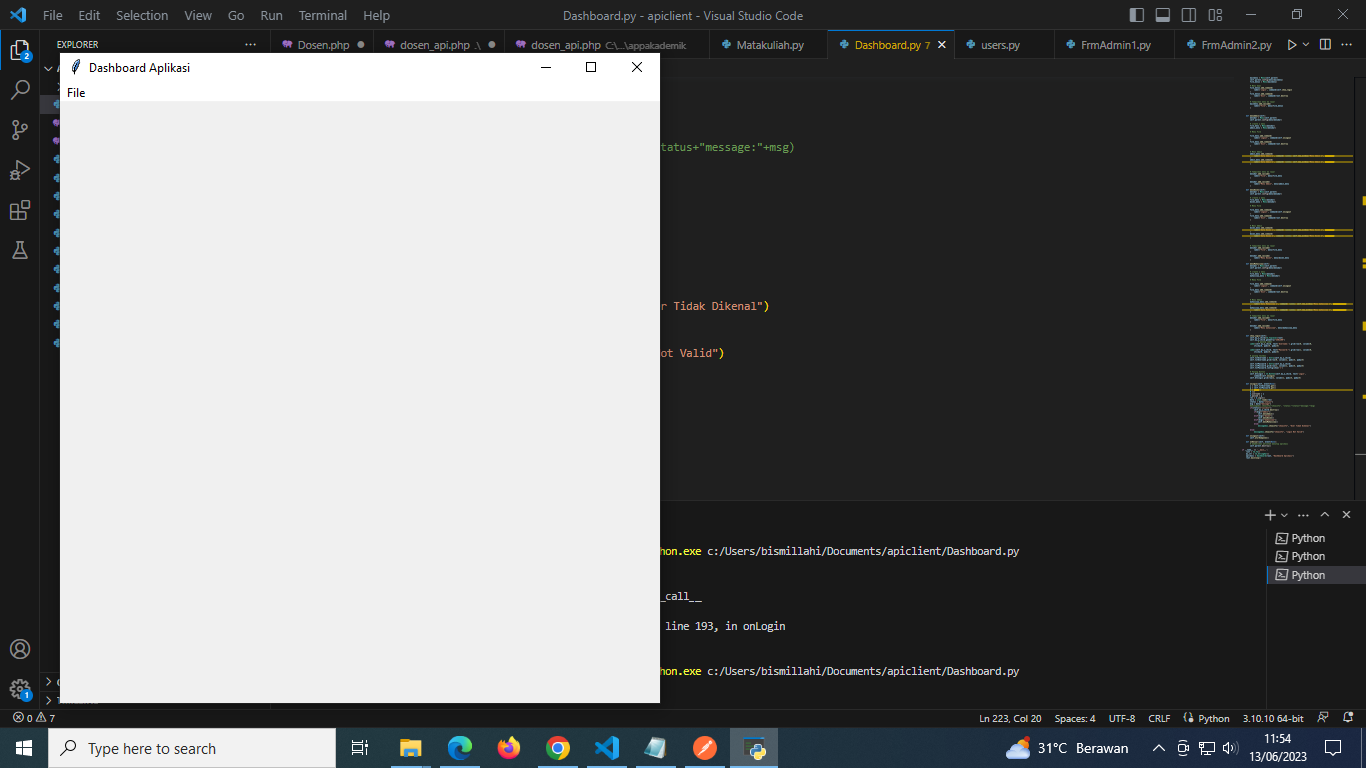 File Edit Selection View Go Run Terminal Help Dashboard.py - apiclient - Visual Studio Code
2 EXPLORER ··· Dosen.php dosen_api.php .\ dosen_api.php C:\...\appakademik Matakuliah.py Dashboard.py 7 users.py FrmAdmin1.py FrmAdmin2.py ···
Dashboard Aplikasi
File
tatus+"message:"+msg)
r Tidak Dikenal")
ot Valid")
hon.exe c:/Users/bismillahi/Documents/apiclient/Dashboard.py
_call__
line 193, in onLogin
hon.exe c:/Users/bismillahi/Documents/apiclient/Dashboard.py
Python
Python
Python
1
0 7 Ln 223, Col 20 Spaces: 4 UTF-8 CRLF Python 3.10.10 64-bit
Type here to search 31°C Berawan 11:54
13/06/2023